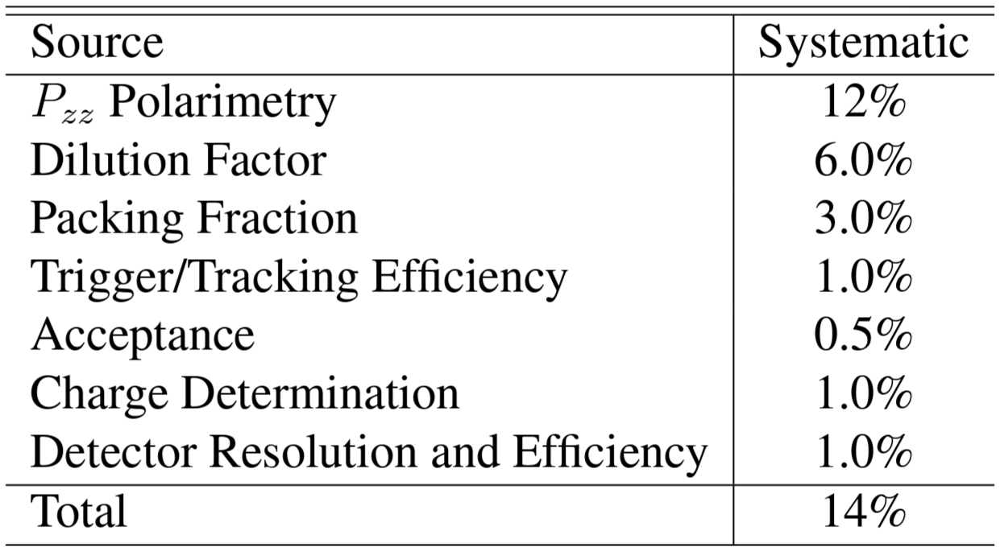 Source Systematic
P_zz Polarimetry 12%
Dilution Factor 6.0%
Packing Fraction 3.0%
Trigger/Tracking Efficiency 1.0%
Acceptance 0.5%
Charge Determination 1.0%
Detector Resolution and Efficiency 1.0%
Total 14%